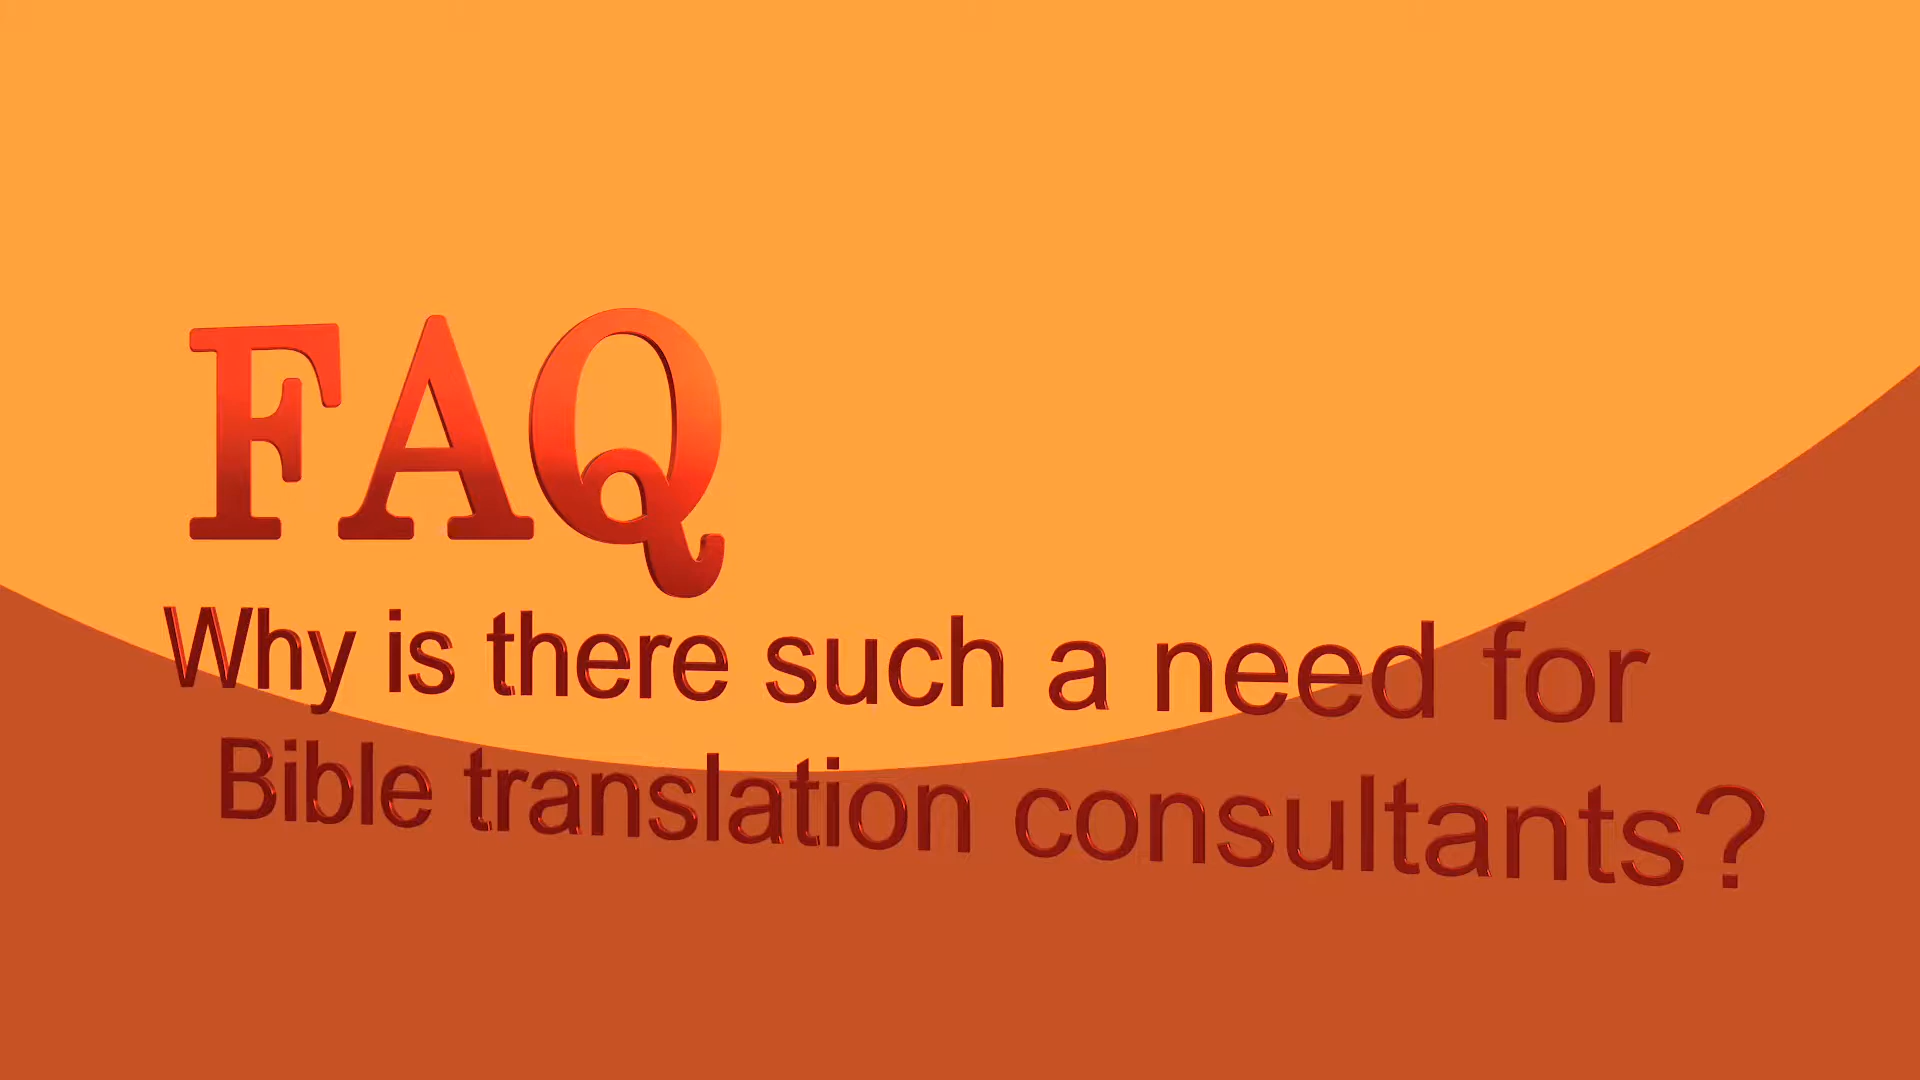 FAQ
Why is there such a need for
Bible translation consultants?